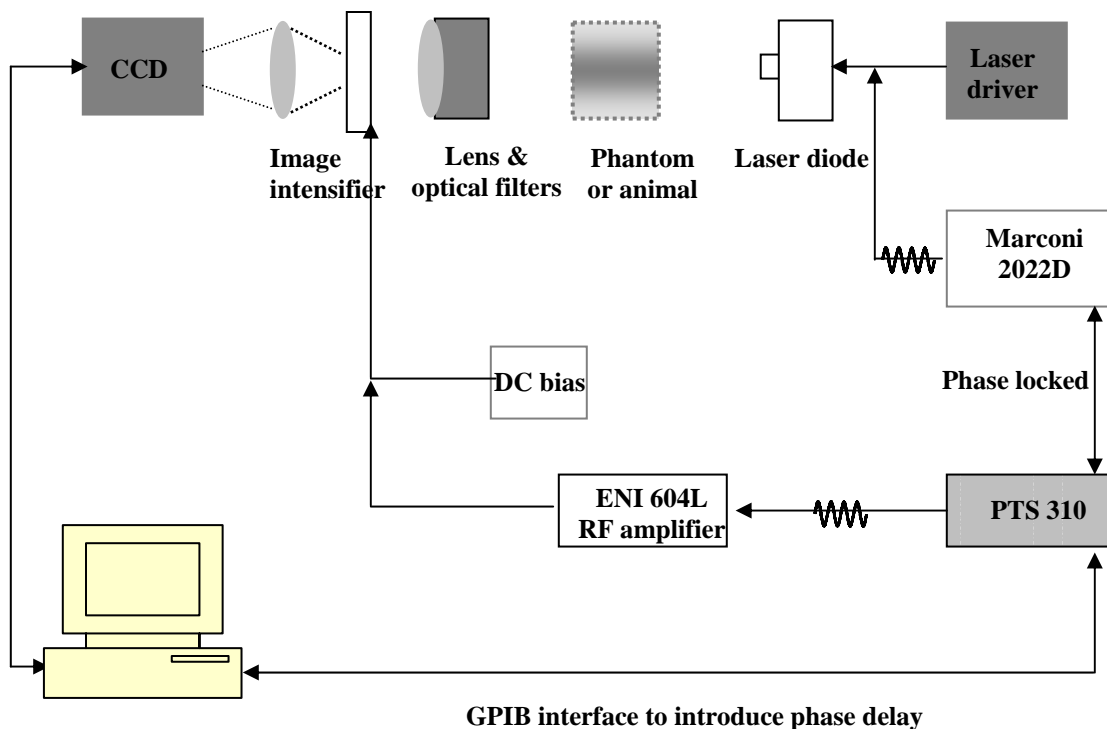 CCD
Laser
driver
Image
intensifier
Lens &
optical filters
Phantom
or animal
Laser diode
Marconi
2022D
DC bias
Phase locked
ENI 604L
RF amplifier
PTS 310
GPIB interface to introduce phase delay